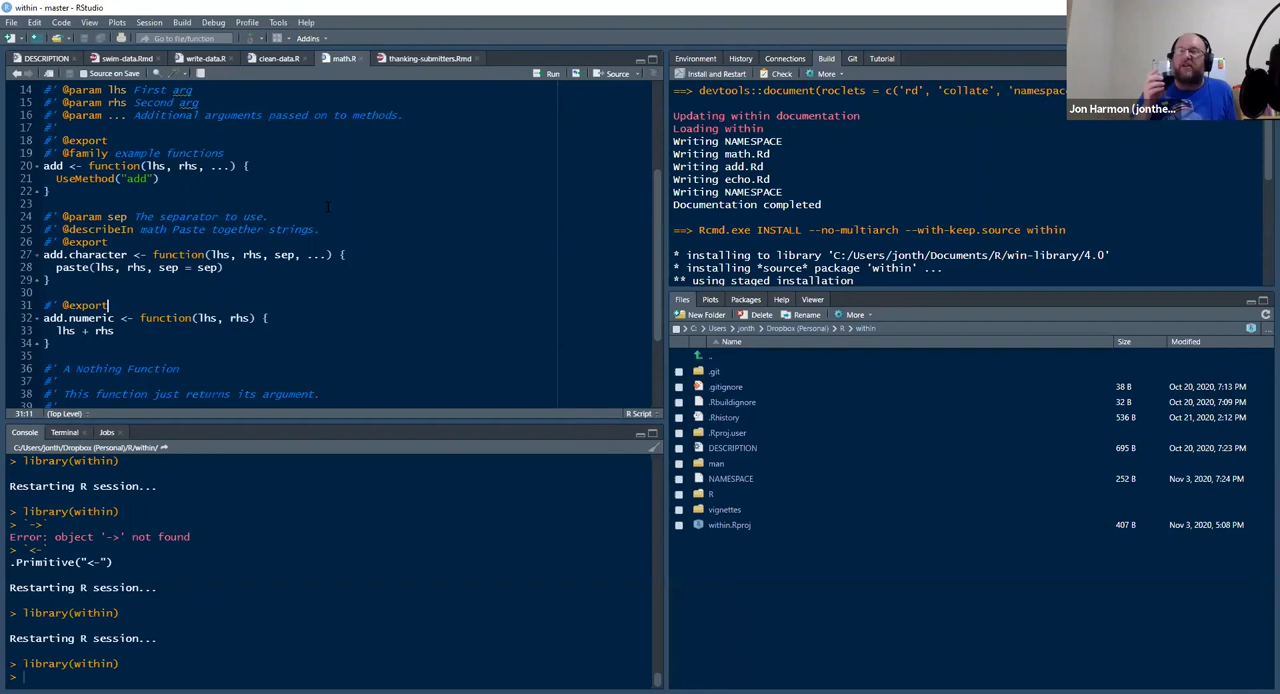 within - master - RStudio
File Edit Code View Plots Session Build Debug Profile Tools Help
Go to file/function Addins
DESCRIPTION swim-data.Rmd write-data.R clean-data.R math.R thanking-submitters.Rmd
Source on Save Run Source
14 #' @param lhs First arg
15 #' @param rhs Second arg
16 #' @param ... Additional arguments passed on to methods.
17 #'
18 #' @export
19 #' @family example functions
20 add <- function(lhs, rhs, ...) {
21 UseMethod("add")
22 }
23
24 #' @param sep The separator to use.
25 #' @describeIn math Paste together strings.
26 #' @export
27 add.character <- function(lhs, rhs, sep, ...) {
28 paste(lhs, rhs, sep = sep)
29 }
30
31 #' @export
32 add.numeric <- function(lhs, rhs) {
33 lhs + rhs
34 }
35
36 #' A Nothing Function
37 #'
38 #' This function just returns its argument.
39 #'
31:11 (Top Level) R Script
Console Terminal Jobs
C:/Users/jonth/Dropbox (Personal)/R/within/
> library(within)
Restarting R session...
> library(within)
> `->`
Error: object '->' not found
> `<-`
.Primitive("<-")
Restarting R session...
> library(within)
Restarting R session...
> library(within)
>
Environment History Connections Build Git Tutorial
Install and Restart Check More
==> devtools::document(roclets = c('rd', 'collate', 'namespac
Updating within documentation
Loading within
Writing NAMESPACE
Writing math.Rd
Writing add.Rd
Writing echo.Rd
Writing NAMESPACE
Documentation completed
==> Rcmd.exe INSTALL --no-multiarch --with-keep.source within
* installing to library 'C:/Users/jonth/Documents/R/win-library/4.0'
* installing *source* package 'within' ...
** using staged installation
Files Plots Packages Help Viewer
New Folder Delete Rename More
C: Users jonth Dropbox (Personal) R within
Name Size Modified
..
.git
.gitignore 38 B Oct 20, 2020, 7:13 PM
.Rbuildignore 32 B Oct 20, 2020, 7:09 PM
.Rhistory 536 B Oct 21, 2020, 2:12 PM
.Rproj.user
DESCRIPTION 695 B Oct 20, 2020, 7:23 PM
man
NAMESPACE 252 B Nov 3, 2020, 7:24 PM
R
vignettes
within.Rproj 407 B Nov 3, 2020, 5:08 PM
Jon Harmon (jonthe...